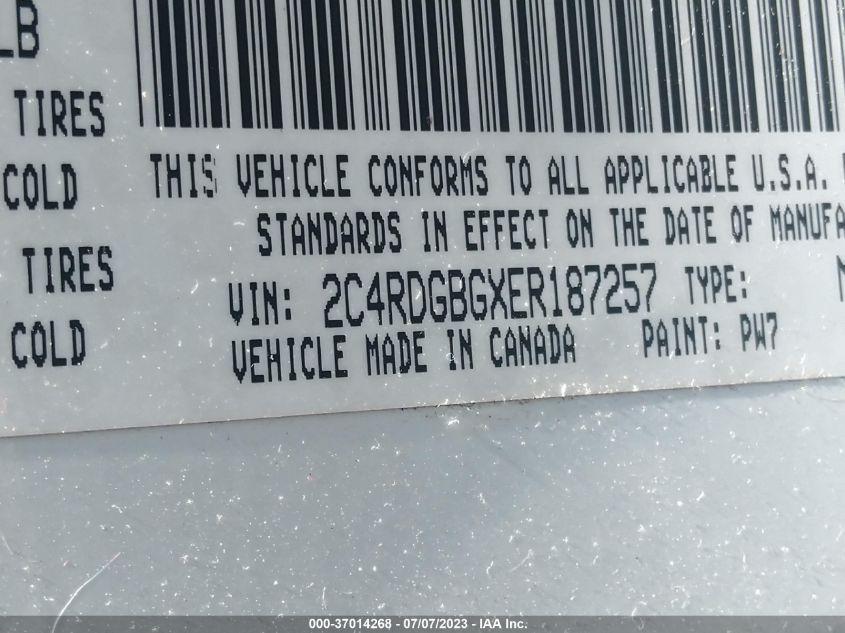 LB
TIRES
COLD
THIS VEHICLE CONFORMS TO ALL APPLICABLE U.S.A.
STANDARDS IN EFFECT ON THE DATE OF MANUFA
TIRES
VIN: 2C4RDGBGXER187257 TYPE:
COLD
VEHICLE MADE IN CANADA PAINT: PW7
000-37014268 - 07/07/2023 - IAA Inc.